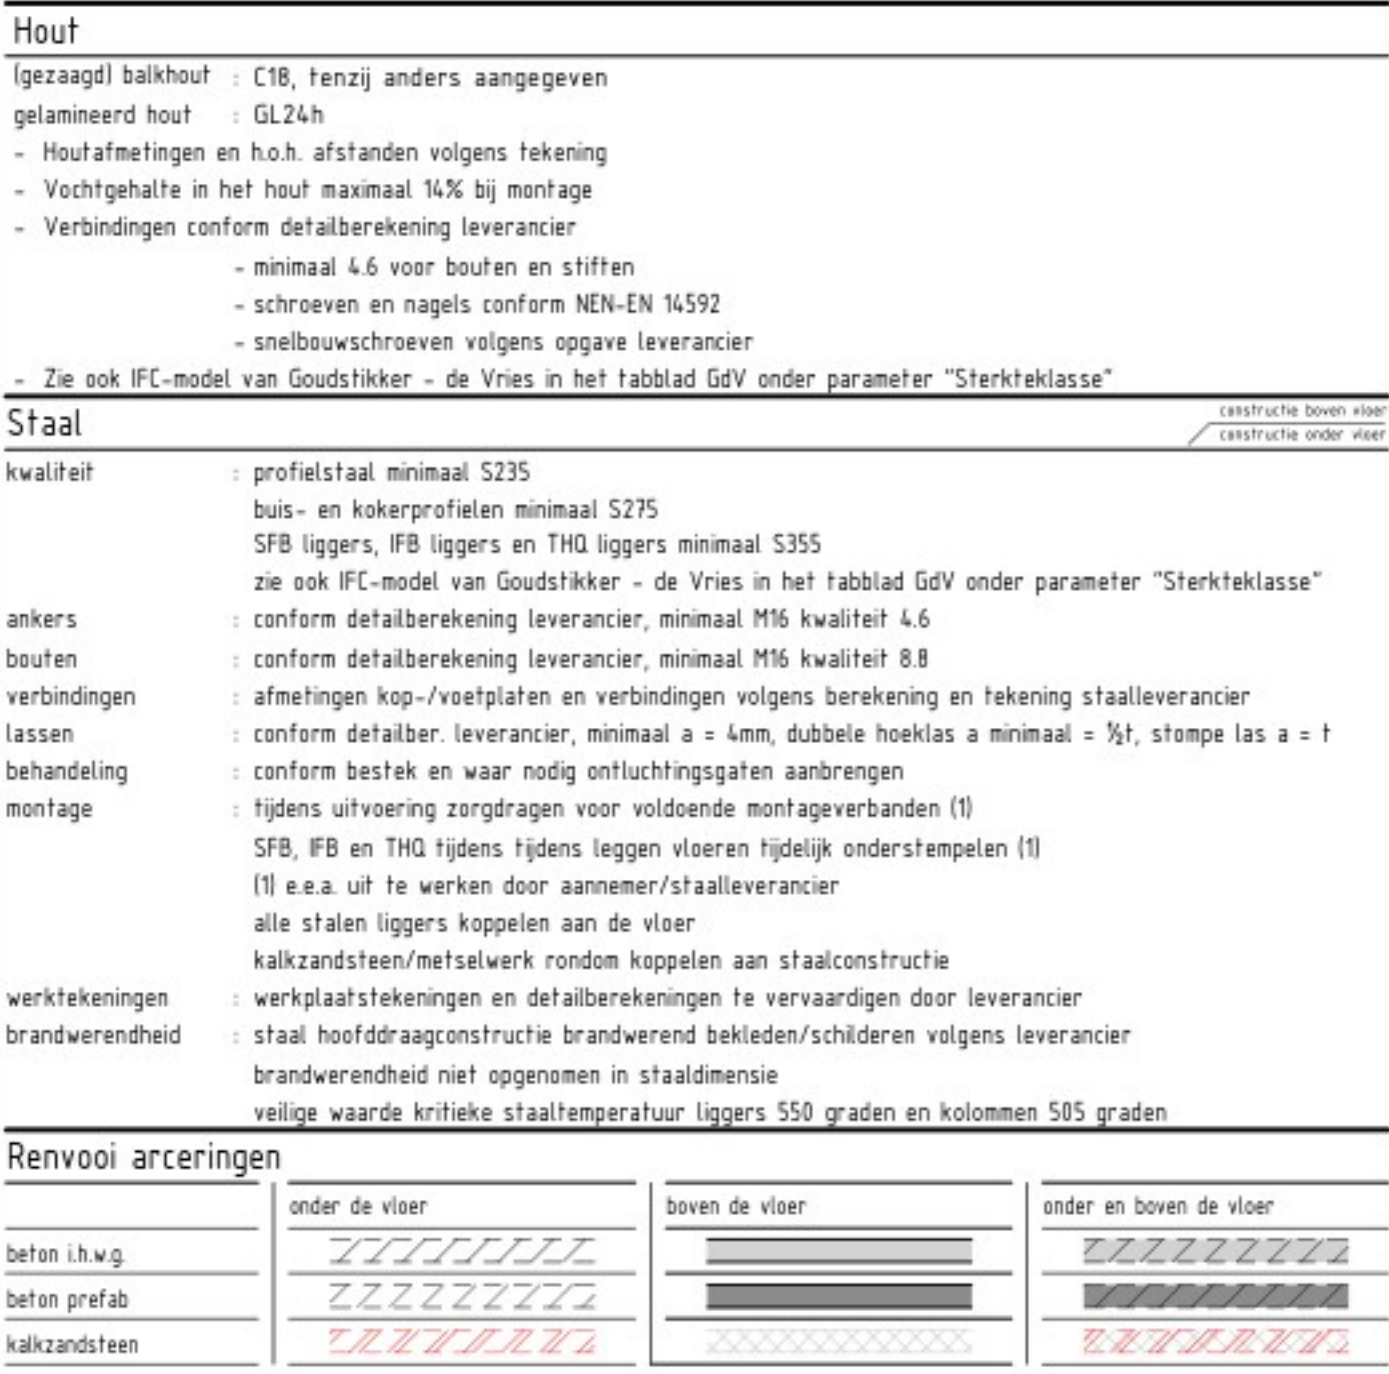 Hout
(gezaagd) balkhout : C18, tenzij anders aangegeven
gelamineerd hout : GL24h
- Houtafmetingen en h.o.h. afstanden volgens tekening
- Vochtgehalte in het hout maximaal 14% bij montage
- Verbindingen conform detailberekening leverancier
- minimaal 4.6 voor bouten en stiften
- schroeven en nagels conform NEN-EN 14592
- snelbouwschroeven volgens opgave leverancier
- Zie ook IFC-model van Goudstikker - de Vries in het tabblad GdV onder parameter "Sterkteklasse"
Staal
constructie boven vloer
constructie onder vloer
kwaliteit : profielstaal minimaal S235
buis- en kokerprofielen minimaal S275
SFB liggers, IFB liggers en THQ liggers minimaal S355
zie ook IFC-model van Goudstikker - de Vries in het tabblad GdV onder parameter "Sterkteklasse"
ankers : conform detailberekening leverancier, minimaal M16 kwaliteit 4.6
bouten : conform detailberekening leverancier, minimaal M16 kwaliteit 8.8
verbindingen : afmetingen kop-/voetplaten en verbindingen volgens berekening en tekening staalleverancier
lassen : conform detailber. leverancier, minimaal a = 4mm, dubbele hoeklas a minimaal = ½t, stompe las a = t
behandeling : conform bestek en waar nodig ontluchtingsgaten aanbrengen
montage : tijdens uitvoering zorgdragen voor voldoende montageverbanden (1)
SFB, IFB en THQ tijdens tijdens leggen vloeren tijdelijk onderstempelen (1)
(1) e.e.a. uit te werken door aannemer/staalleverancier
alle stalen liggers koppelen aan de vloer
kalkzandsteen/metselwerk rondom koppelen aan staalconstructie
werktekeningen : werkplaatstekeningen en detailberekeningen te vervaardigen door leverancier
brandwerendheid : staal hoofddraagconstructie brandwerend bekleden/schilderen volgens leverancier
brandwerendheid niet opgenomen in staaldimensie
veilige waarde kritieke staaltemperatuur liggers 550 graden en kolommen 505 graden
Renvooi arceringen
onder de vloer boven de vloer onder en boven de vloer
beton i.h.w.g.
beton prefab
kalkzandsteen